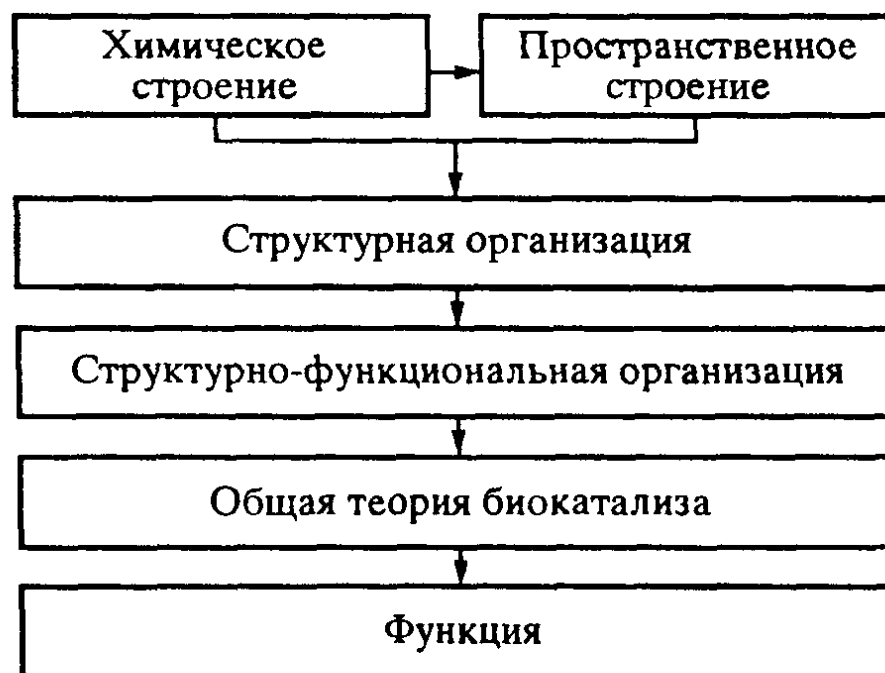 Химическое
строение
Пространственное
строение
Структурная организация
Структурно-функциональная организация
Общая теория биокатализа
Функция